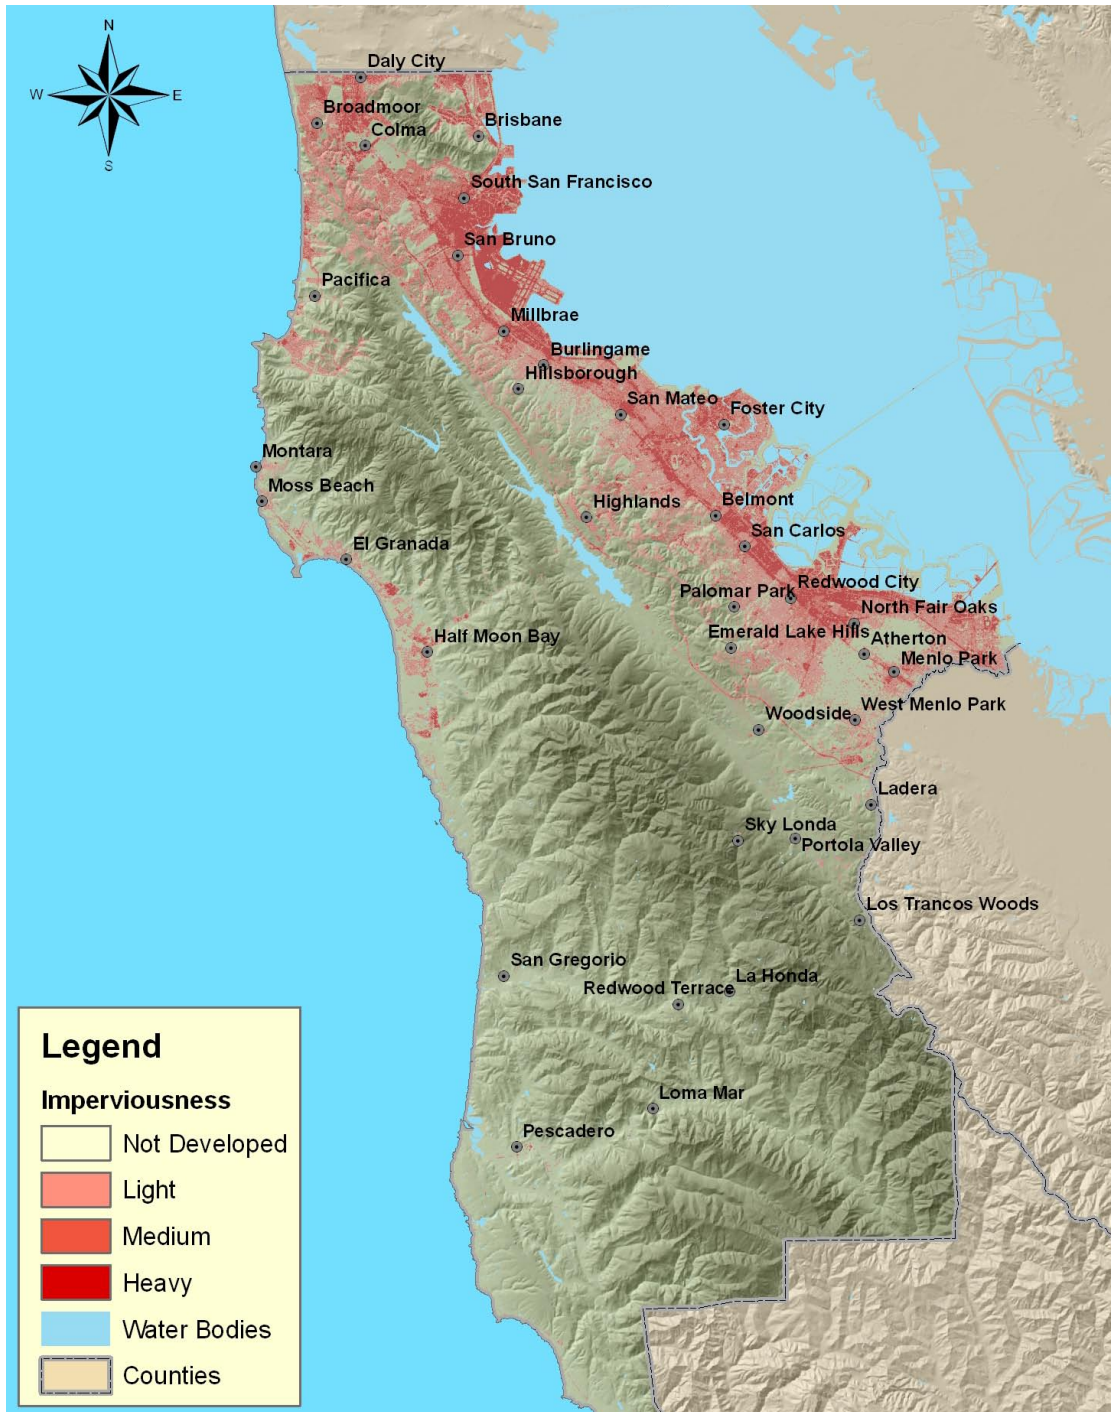 N
W
E
S
Daly City
Broadmoor
Brisbane
Colma
South San Francisco
San Bruno
Pacifica
Millbrae
Burlingame
Hillsborough
San Mateo
Foster City
Montara
Moss Beach
Highlands
Belmont
San Carlos
El Granada
Redwood City
Palomar Park
North Fair Oaks
Emerald Lake Hills
Atherton
Half Moon Bay
Menlo Park
West Menlo Park
Woodside
Ladera
Sky Londa
Portola Valley
Los Trancos Woods
San Gregorio
La Honda
Redwood Terrace
Loma Mar
Pescadero
Legend
Imperviousness
Not Developed
Light
Medium
Heavy
Water Bodies
Counties